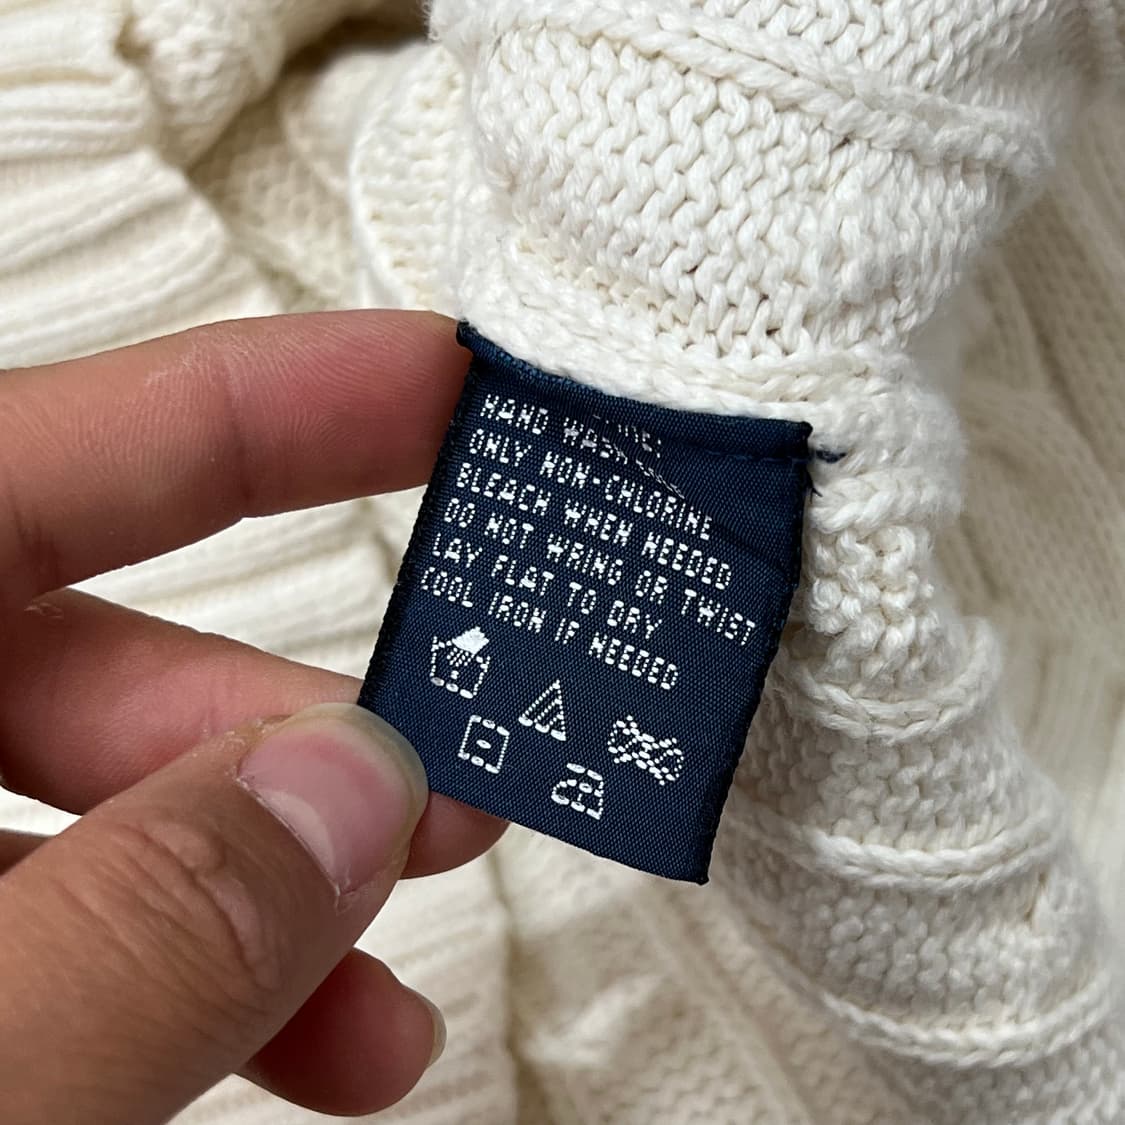 HAND WASH
ONLY NON-CHLORINE
BLEACH WHEN NEEDED
DO NOT WRING OR TWIST
LAY FLAT TO DRY
COOL IRON IF NEEDED